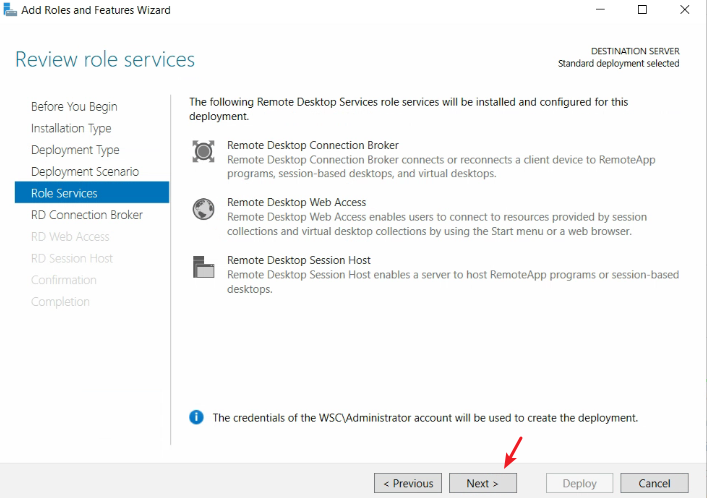 Add Roles and Features Wizard
Review role services
DESTINATION SERVER
Standard deployment selected
Before You Begin
Installation Type
Deployment Type
Deployment Scenario
Role Services
RD Connection Broker
RD Web Access
RD Session Host
Confirmation
Completion
The following Remote Desktop Services role services will be installed and configured for this
deployment.
Remote Desktop Connection Broker
Remote Desktop Connection Broker connects or reconnects a client device to RemoteApp
programs, session-based desktops, and virtual desktops.
Remote Desktop Web Access
Remote Desktop Web Access enables users to connect to resources provided by session
collections and virtual desktop collections by using the Start menu or a web browser.
Remote Desktop Session Host
Remote Desktop Session Host enables a server to host RemoteApp programs or session-based
desktops.
The credentials of the WSC\Administrator account will be used to create the deployment.
< Previous
Next >
Deploy
Cancel